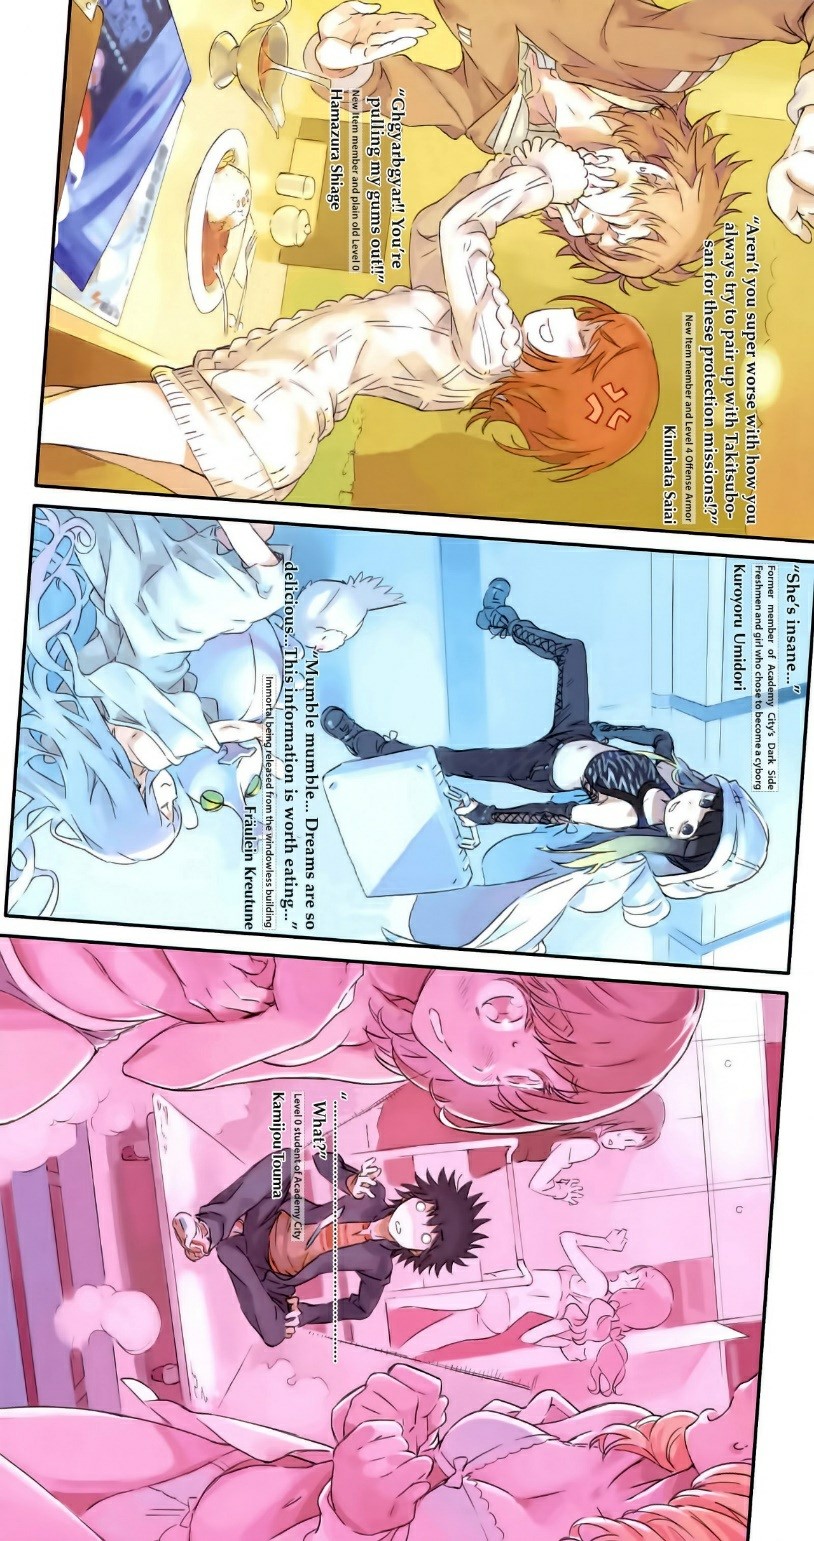 "Aren't you super worse with how you
always try to pair up with Takitsubo-
san for these protection missions!?"
New Item member and Level 4 Offense Armor
Kinuhata Saiai
"Ghgyarbgyar!! You're
pulling my gums out!!"
New Item member and plain old Level 0
Hamazura Shiage
"She's insane..."
Former member of Academy City's Dark Side
Freshmen and girl who chose to become a cyborg
Kuroyoru Umidori
"Mumble mumble... Dreams are so
delicious...This information is worth eating..."
Immortal being released from the windowless building
Fräulein Kreutune
"....................................................
What?"
Level 0 student of Academy City
Kamijou Touma